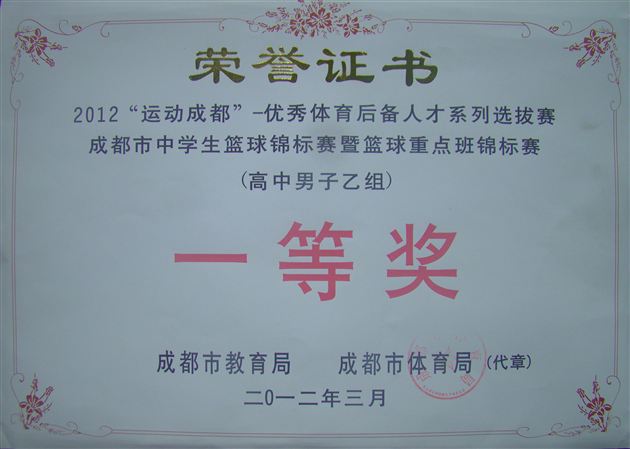 荣誉证书
2012“运动成都”-优秀体育后备人才系列选拔赛
成都市中学生篮球锦标赛暨篮球重点班锦标赛
(高中男子乙组)
一等奖
成都市教育局 成都市体育局 (代章)
二〇一二年三月